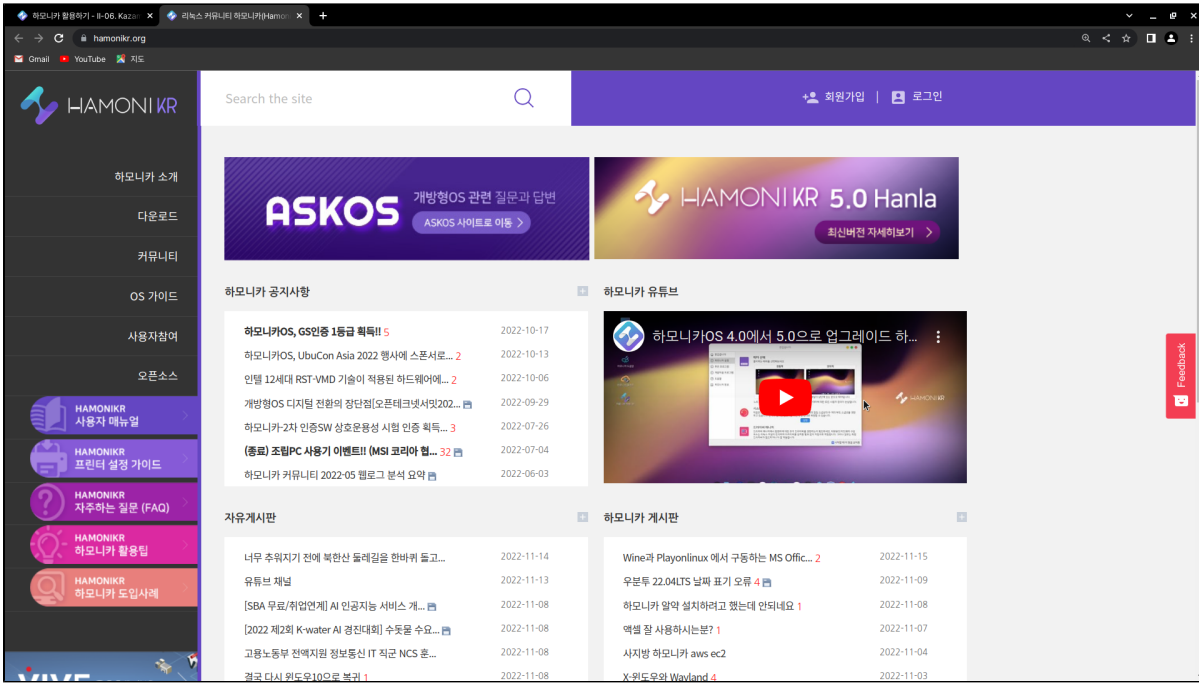 하모니카 활용하기 - II-06. Kazam
리눅스 커뮤니티 하모니카(Hamon
hamonikr.org
Gmail
YouTube
지도
HAMONIKR
Search the site
회원가입 | 로그인
하모니카 소개
다운로드
커뮤니티
OS 가이드
사용자참여
오픈소스
HAMONIKR
사용자 매뉴얼
HAMONIKR
프린터 설정 가이드
HAMONIKR
자주하는 질문 (FAQ)
HAMONIKR
하모니카 활용팁
HAMONIKR
하모니카 도입사례
ASKOS
개방형OS 관련 질문과 답변
ASKOS 사이트로 이동
HAMONIKR 5.0 Hanla
최신버전 자세히보기
하모니카 공지사항
하모니카OS, GS인증 1등급 획득!! 5 2022-10-17
하모니카OS, UbuCon Asia 2022 행사에 스폰서로... 2 2022-10-13
인텔 12세대 RST-VMD 기술이 적용된 하드웨어에... 2 2022-10-06
개방형OS 디지털 전환의 장단점[오픈테크넷서밋202... 2022-09-29
하모니카-2차 인증SW 상호운용성 시험 인증 획득... 3 2022-07-26
(종료) 조립PC 사용기 이벤트!! (MSI 코리아 협... 32 2022-07-04
하모니카 커뮤니티 2022-05 웹로그 분석 요약 2022-06-03
하모니카 유튜브
하모니카OS 4.0에서 5.0으로 업그레이드 하...
HAMONIKR
Feedback
자유게시판
너무 추워지기 전에 북한산 둘레길을 한바퀴 돌고... 2022-11-14
유튜브 채널 2022-11-13
[SBA 무료/취업연계] AI 인공지능 서비스 개... 2022-11-08
[2022 제2회 K-water AI 경진대회] 수돗물 수요... 2022-11-08
고용노동부 전액지원 정보통신 IT 직군 NCS 훈... 2022-11-08
결국 다시 윈도우10으로 복귀 1 2022-11-08
하모니카 게시판
Wine과 Playonlinux 에서 구동하는 MS Offic... 2 2022-11-15
우분투 22.04LTS 날짜 표기 오류 4 2022-11-09
하모니카 알약 설치하려고 했는데 안되네요 1 2022-11-08
액셀 잘 사용하시는분? 1 2022-11-07
사지방 하모니카 aws ec2 2022-11-04
X-윈도우와 Wayland 4 2022-11-03